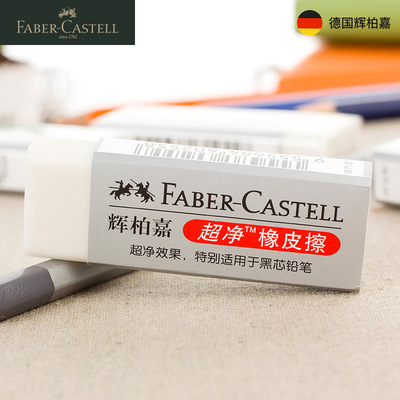 FABER-CASTELL
since 1761
德国辉柏嘉
FABER-CASTELL
辉柏嘉
超净™橡皮擦
超净效果，特别适用于黑芯铅笔